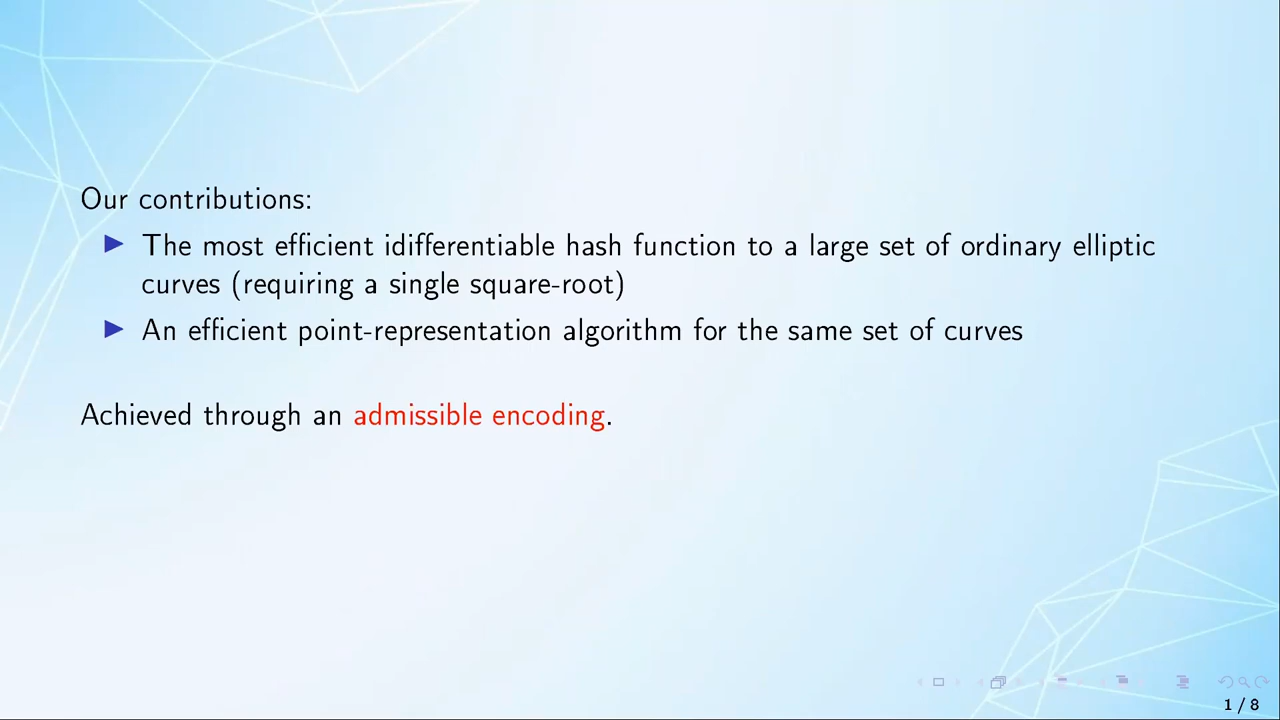 Our contributions:
The most efficient idifferentiable hash function to a large set of ordinary elliptic
curves (requiring a single square-root)
An efficient point-representation algorithm for the same set of curves
Achieved through an admissible encoding.
1 / 8